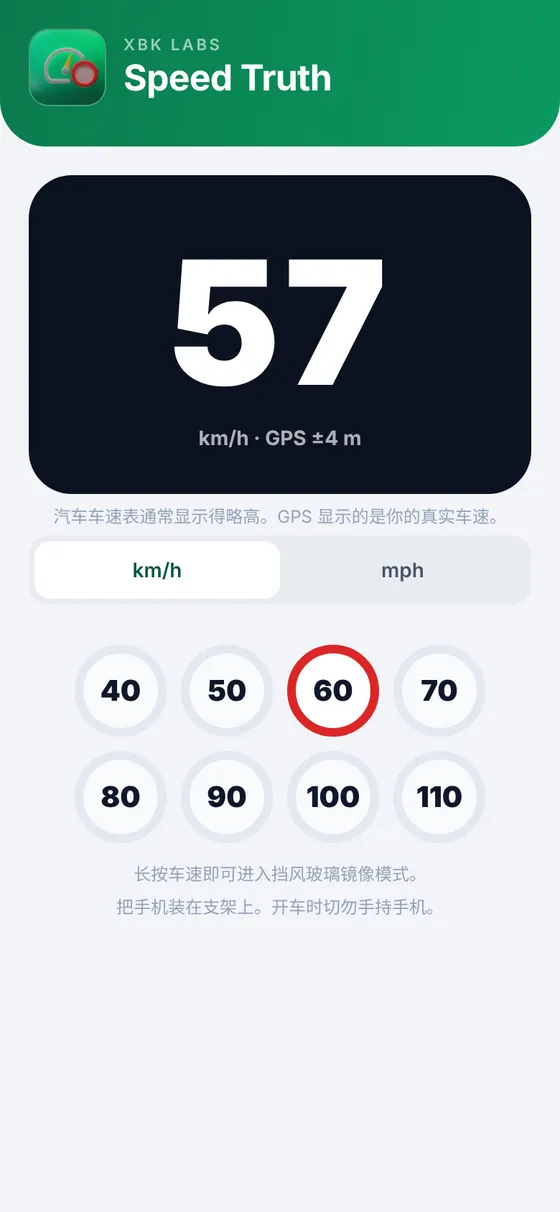 XBK LABS
Speed Truth
57
km/h · GPS ±4 m
汽车车速表通常显示得略高。GPS 显示的是你的真实车速。
km/h mph
40 50 60 70
80 90 100 110
长按车速即可进入挡风玻璃镜像模式。
把手机装在支架上。开车时切勿手持手机。